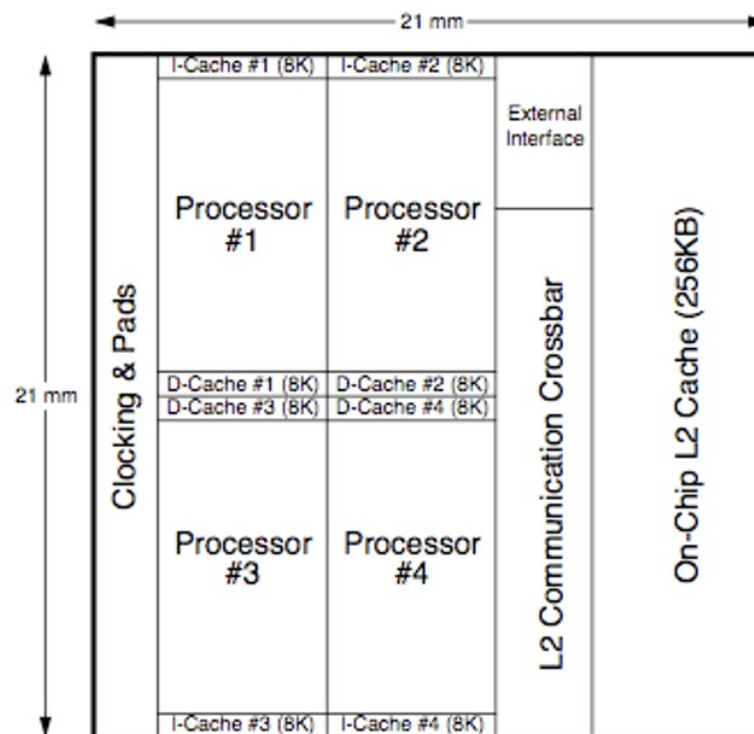 21 mm
I-Cache #1 (8K)
I-Cache #2 (8K)
External
Interface
Processor
#1
Processor
#2
Clocking & Pads
21 mm
D-Cache #1 (8K)
D-Cache #2 (8K)
D-Cache #3 (8K)
D-Cache #4 (8K)
L2 Communication Crossbar
On-Chip L2 Cache (256KB)
Processor
#3
Processor
#4
I-Cache #3 (8K)
I-Cache #4 (8K)